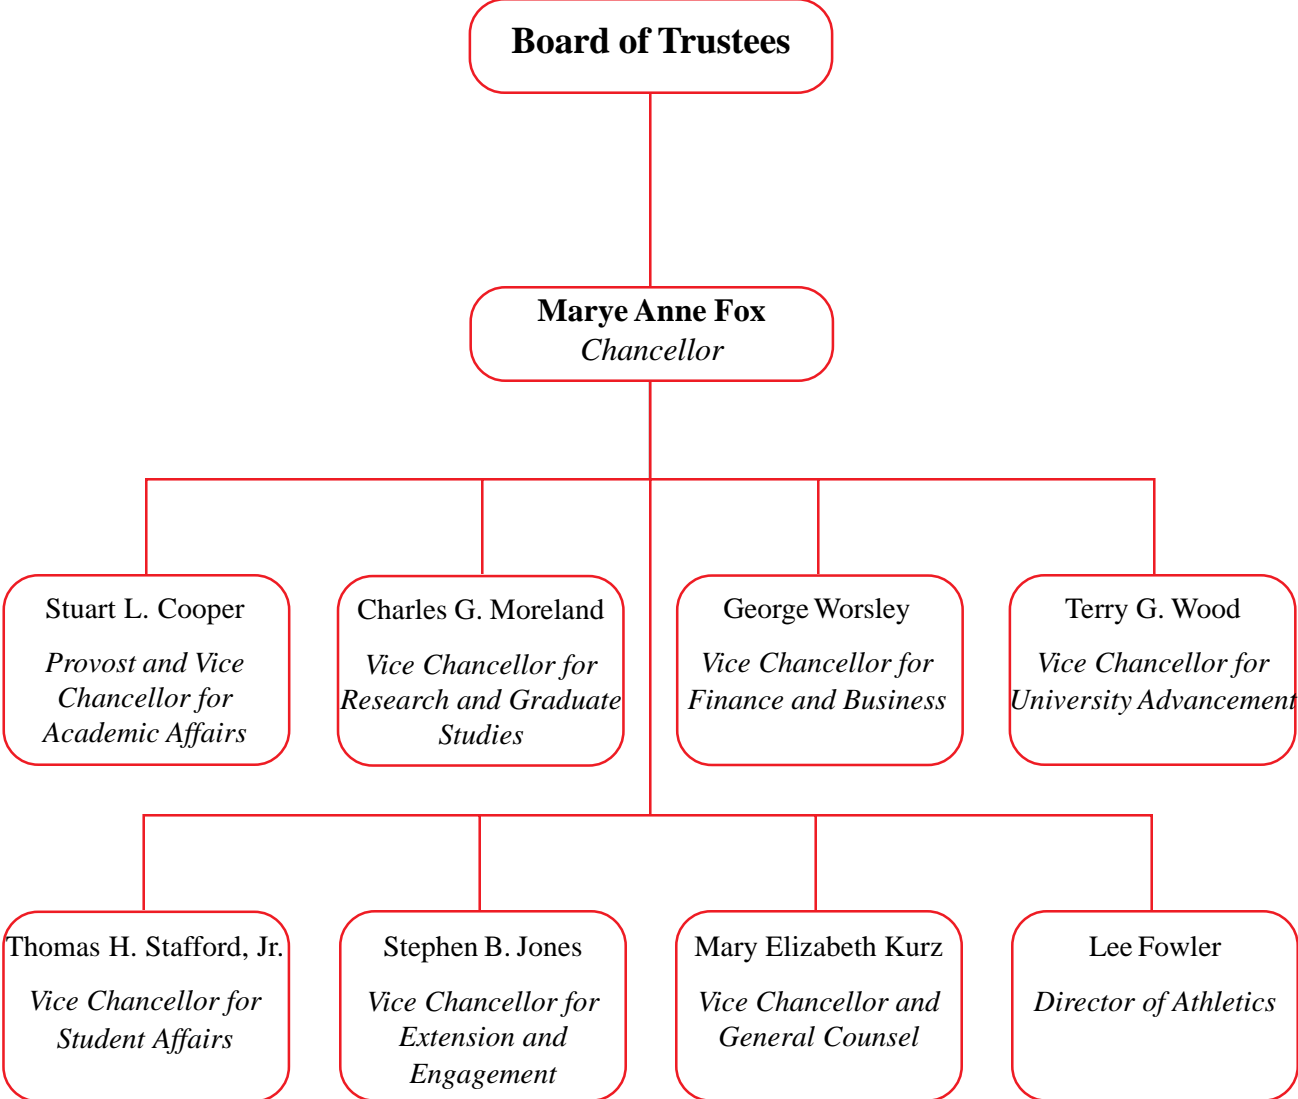 Board of Trustees
Marye Anne Fox
Chancellor
Stuart L. Cooper
Provost and Vice
Chancellor for
Academic Affairs
Charles G. Moreland
Vice Chancellor for
Research and Graduate
Studies
George Worsley
Vice Chancellor for
Finance and Business
Terry G. Wood
Vice Chancellor for
University Advancement
Thomas H. Stafford, Jr.
Vice Chancellor for
Student Affairs
Stephen B. Jones
Vice Chancellor for
Extension and
Engagement
Mary Elizabeth Kurz
Vice Chancellor and
General Counsel
Lee Fowler
Director of Athletics